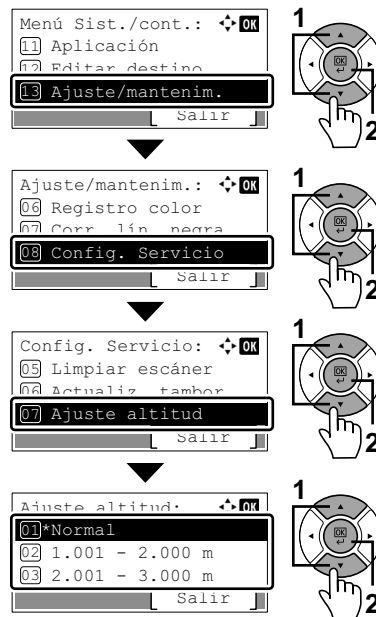 Menú Sist./cont.: OK
11 Aplicación
12 Editar destino
13 Ajuste/mantenim.
[ Salir ]
1
OK
2
Ajuste/mantenim.: OK
06 Registro color
07 Corr. lín. negra
08 Config. Servicio
[ Salir ]
1
OK
2
Config. Servicio: OK
05 Limpiar escáner
06 Actualiz. tambor
07 Ajuste altitud
[ Salir ]
1
OK
2
Ajuste altitud: OK
01 *Normal
02 1.001 - 2.000 m
03 2.001 - 3.000 m
[ Salir ]
1
OK
2